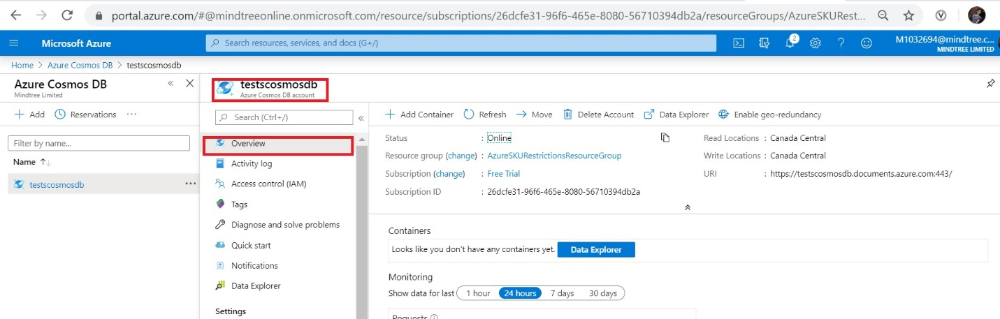 portal.azure.com/#@mindtreeonline.onmicrosoft.com/resource/subscriptions/26dcfe31-96f6-465e-8080-56710394db2a/resourceGroups/AzureSKURest...
Microsoft Azure
Search resources, services, and docs (G+/)
2
M1032694@mindtree.c...
MINDTREE LIMITED
Home > Azure Cosmos DB > testscosmosdb
Azure Cosmos DB
Mindtree Limited
Add Reservations ...
Filter by name...
Name
testscosmosdb ...
testscosmosdb
Azure Cosmos DB account
Search (Ctrl+/)
Overview
Activity log
Access control (IAM)
Tags
Diagnose and solve problems
Quick start
Notifications
Data Explorer
Settings
Add Container Refresh Move Delete Account Data Explorer Enable geo-redundancy
Status : Online
Resource group (change) : AzureSKURestrictionsResourceGroup
Subscription (change) : Free Trial
Subscription ID : 26dcfe31-96f6-465e-8080-56710394db2a
Read Locations : Canada Central
Write Locations : Canada Central
URI : https://testscosmosdb.documents.azure.com:443/
Containers
Looks like you don't have any containers yet. Data Explorer
Monitoring
Show data for last 1 hour 24 hours 7 days 30 days
Requests